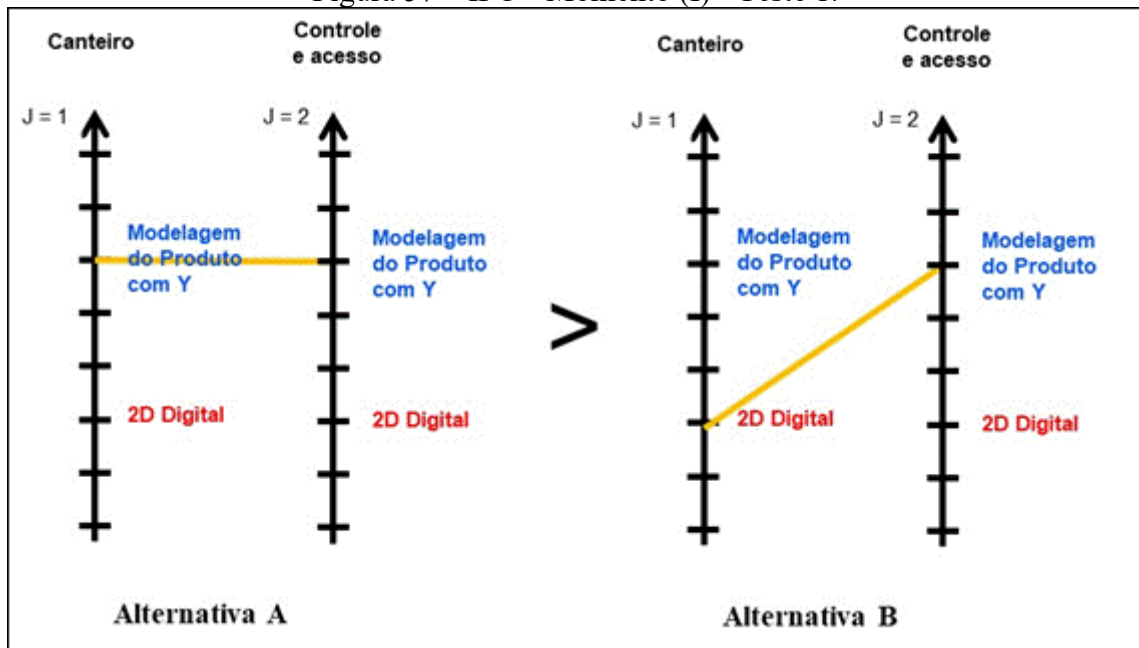 Canteiro
Controle
e acesso
J = 1
J = 2
Modelagem
do Produto
com Y
Modelagem
do Produto
com Y
2D Digital
2D Digital
Alternativa A
>
Canteiro
Controle
e acesso
J = 1
J = 2
Modelagem
do Produto
com Y
Modelagem
do Produto
com Y
2D Digital
2D Digital
Alternativa B